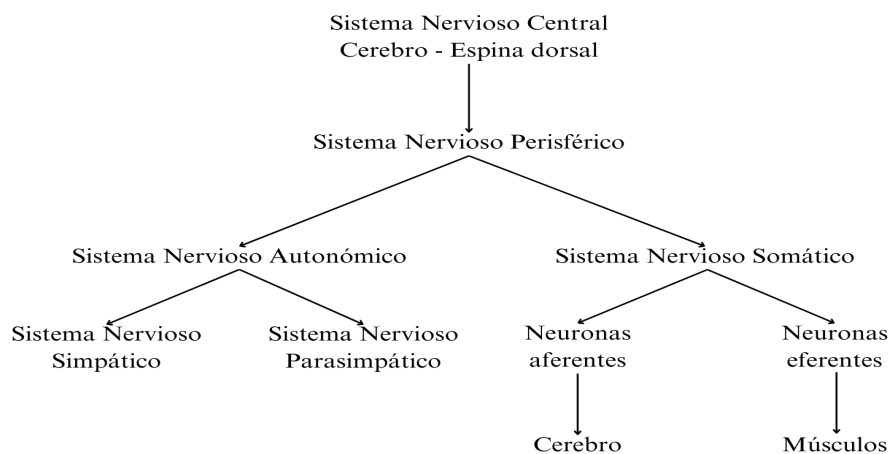 Sistema Nervioso Central
Cerebro - Espina dorsal
Sistema Nervioso Perisférico
Sistema Nervioso Autonómico
Sistema Nervioso Somático
Sistema Nervioso
Simpático
Sistema Nervioso
Parasimpático
Neuronas
aferentes
Neuronas
eferentes
Cerebro
Músculos